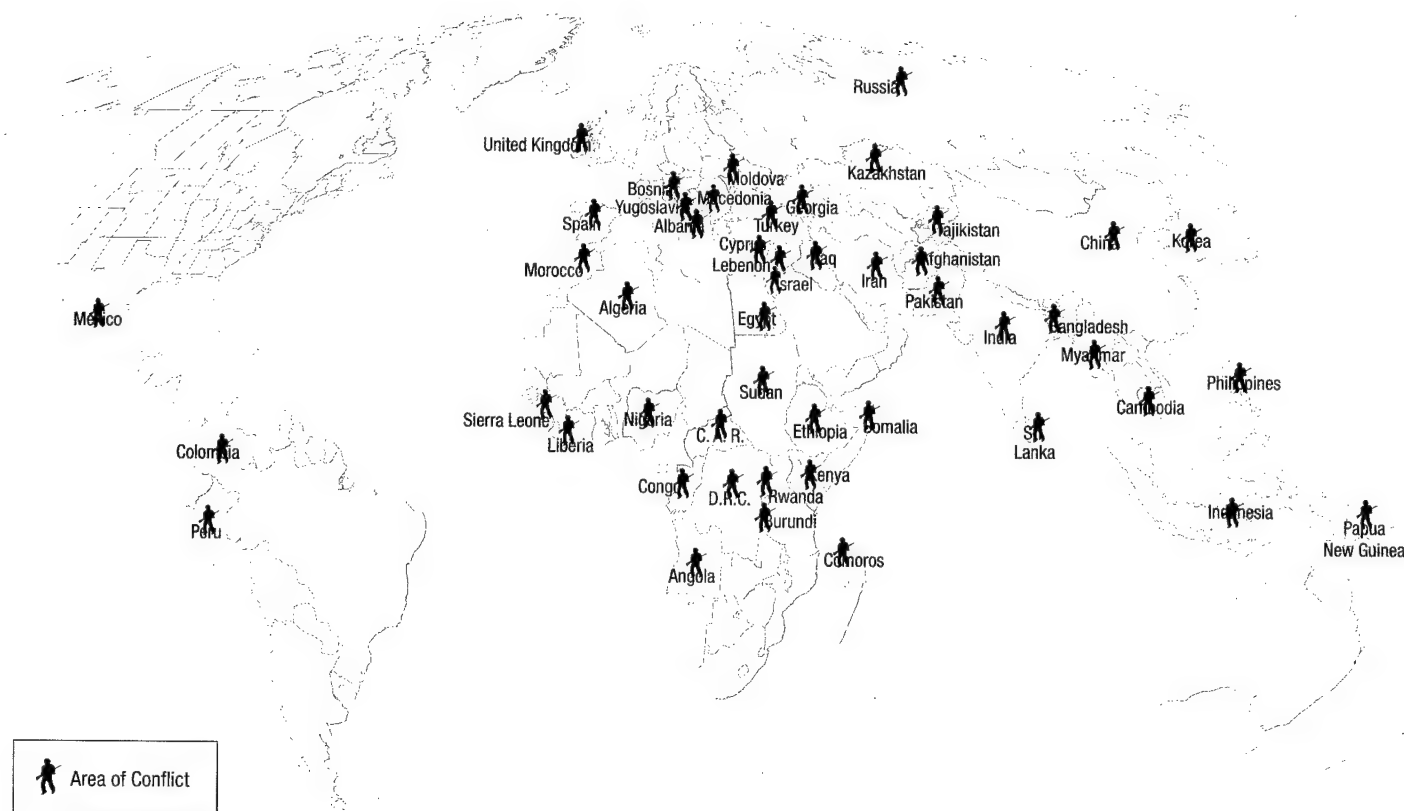 Russia
United Kingdom
Moldova
Kazakhstan
Bosnia
Macedonia
Yugoslavia
Georgia
Spain
Albania
Turkey
Tajikistan
China
Korea
Cyprus
Iraq
Afghanistan
Lebenon
Morocco
Iran
Israel
Pakistan
Algeria
Egypt
Mexico
India
Bangladesh
Myanmar
Sudan
Philippines
Cambodia
Sierra Leone
Nigeria
Liberia
C. A. R.
Ethiopia
Somalia
Sri
Lanka
Colombia
Kenya
Congo
D.R.C.
Rwanda
Burundi
Indonesia
Peru
Papua
New Guinea
Comoros
Angola
Area of Conflict